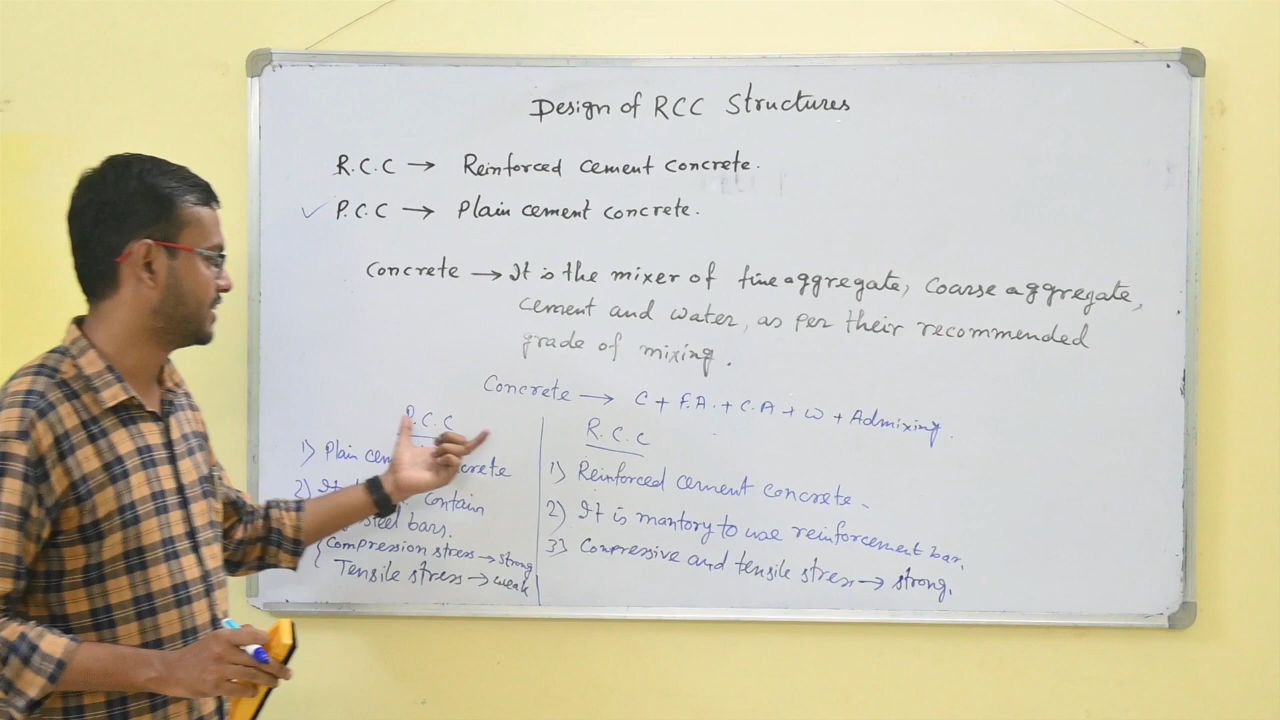 Design of RCC Structures
R.C.C → Reinforced cement concrete.
✓ P.C.C → Plain cement concrete.
Concrete → It is the mixer of fine aggregate, coarse aggregate,
cement and water, as per their recommended
grade of mixing.
Concrete → C + F.A. + C.A + W + Admixing.
P.C.C
1) Plain cem crete
2) It contain
steel bars.
Compression stress → strong
Tensile stress → weak
R.C.C
1) Reinforced cement concrete.
2) It is mantory to use reinforcement bar.
3) Compressive and tensile stress → strong.